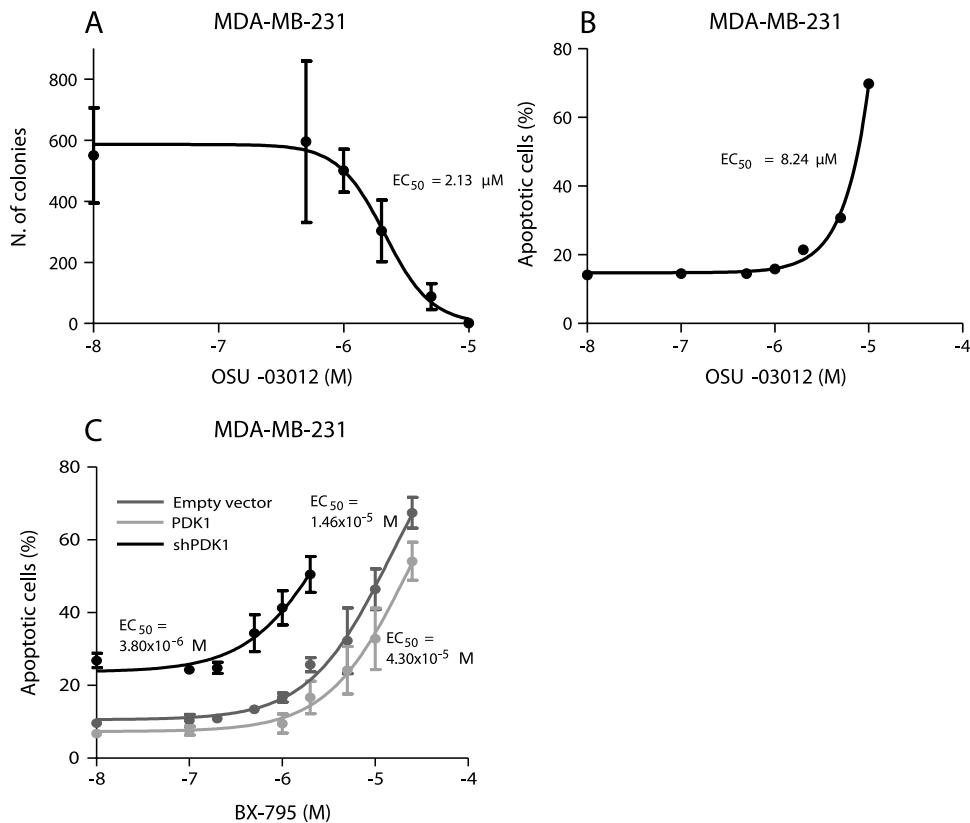 A
MDA-MB-231
N. of colonies
800
600
400
200
0
EC50 = 2.13 µM
-8
-7
-6
-5
OSU -03012 (M)
B
MDA-MB-231
Apoptotic cells (%)
80
60
40
20
0
EC50 = 8.24 µM
-8
-7
-6
-5
-4
OSU -03012 (M)
C
MDA-MB-231
Apoptotic cells (%)
80
60
40
20
0
Empty vector
PDK1
shPDK1
EC50 =
1.46x10⁻⁵ M
EC50 =
3.80x10⁻⁶ M
EC50 =
4.30x10⁻⁵ M
-8
-7
-6
-5
-4
BX-795 (M)